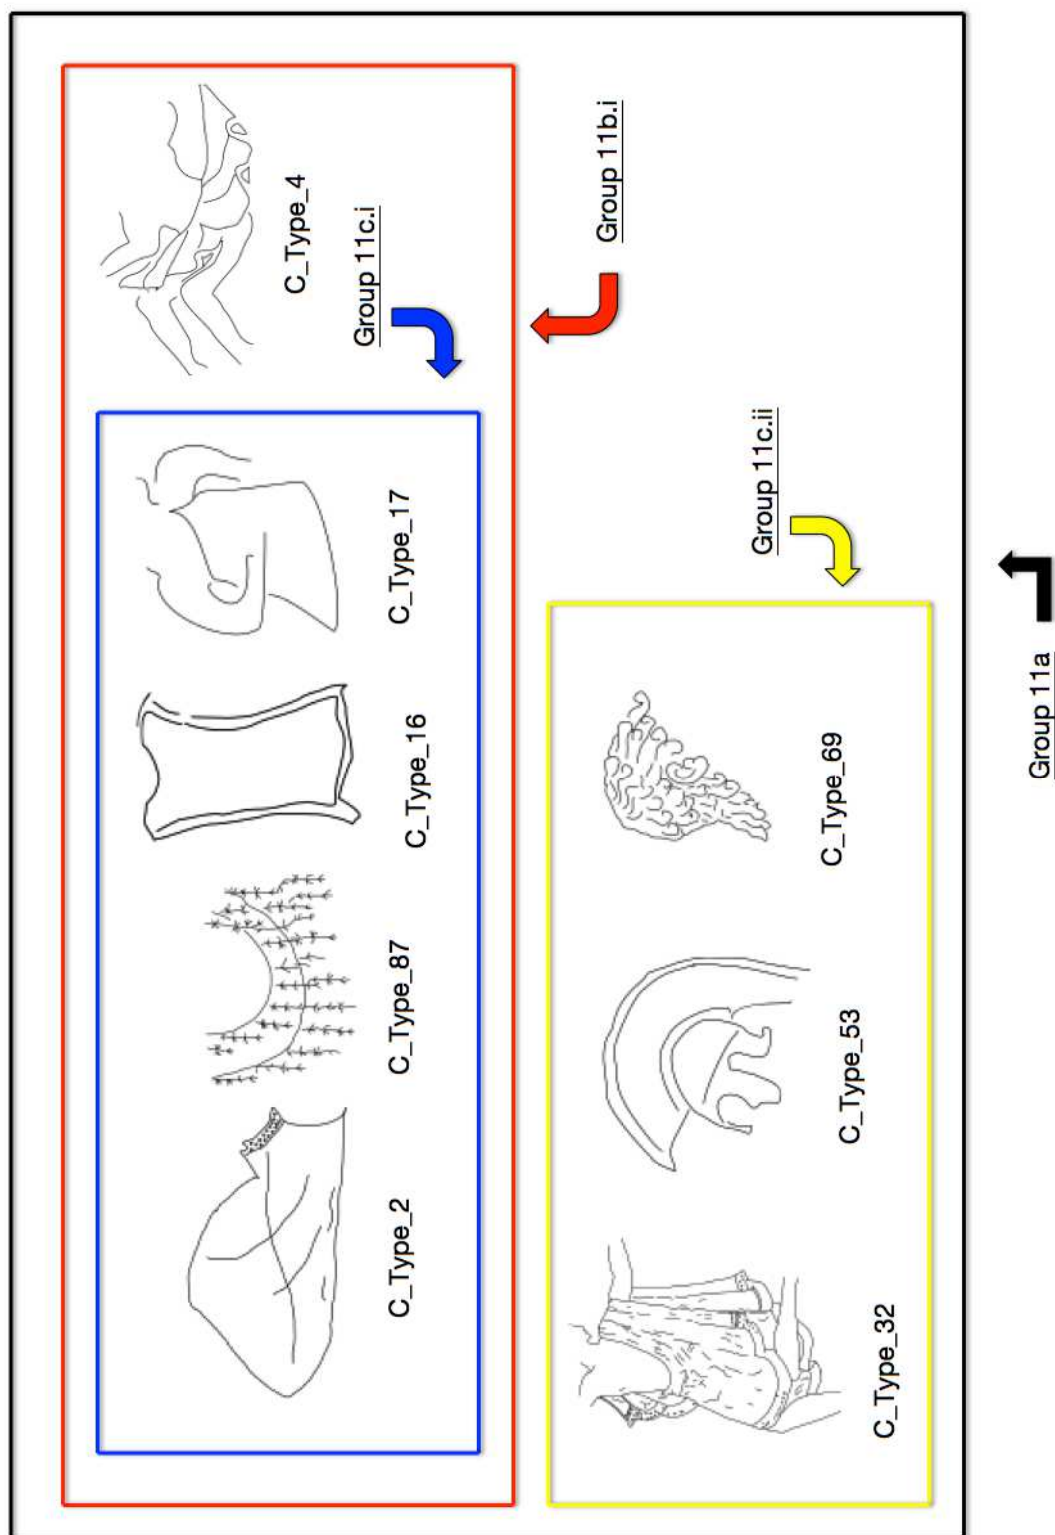 C_Type_2
C_Type_87
C_Type_16
C_Type_17
Group 11c.i
C_Type_4
Group 11b.i
C_Type_32
C_Type_53
C_Type_69
Group 11c.ii
Group 11a